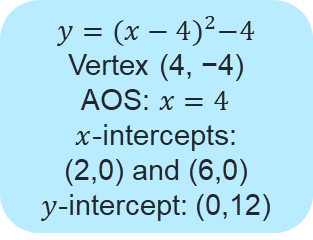 y = (x − 4)²−4
Vertex (4, −4)
AOS: x = 4
x-intercepts:
(2,0) and (6,0)
y-intercept: (0,12)